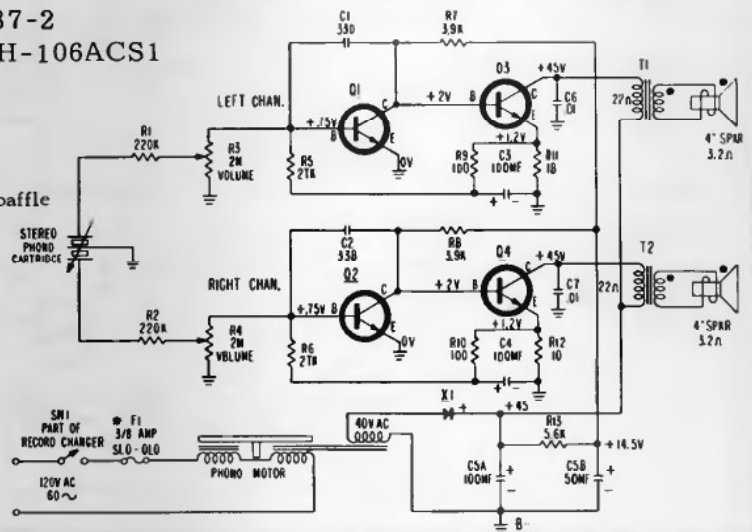 37-2
H-106ACS1
baffle
C1
330
R7
3.9K
LEFT CHAN.
Q1
Q3
+45V
T1
22Ω
C6
.01
4" SPKR
3.2Ω
R1
220K
R3
2M
VOLUME
+.75V
B
C
E
0V
+2V
B
C
E
+1.2V
R5
27K
R9
100
C3
100MF
R11
18
+ -
STEREO
PHONO
CARTRIDGE
C2
33B
R8
3.9K
RIGHT CHAN.
Q2
Q4
+45V
T2
22Ω
C7
.01
4" SPKR
3.2Ω
R2
220K
R4
2M
VBLUME
+.75V
B
C
E
0V
+2V
B
C
E
+1.2V
R6
27K
R10
100
C4
100MF
R12
10
+ -
SW1
PART OF
RECORD CHANGER
* F1
3/8 AMP
SLO-OLO
40V AC
X1
+
+45
R13
5.6K
+14.5V
PHONO MOTOR
120V AC
60~
C5A
100MF
+
-
C5B
50MF
+
-
B-